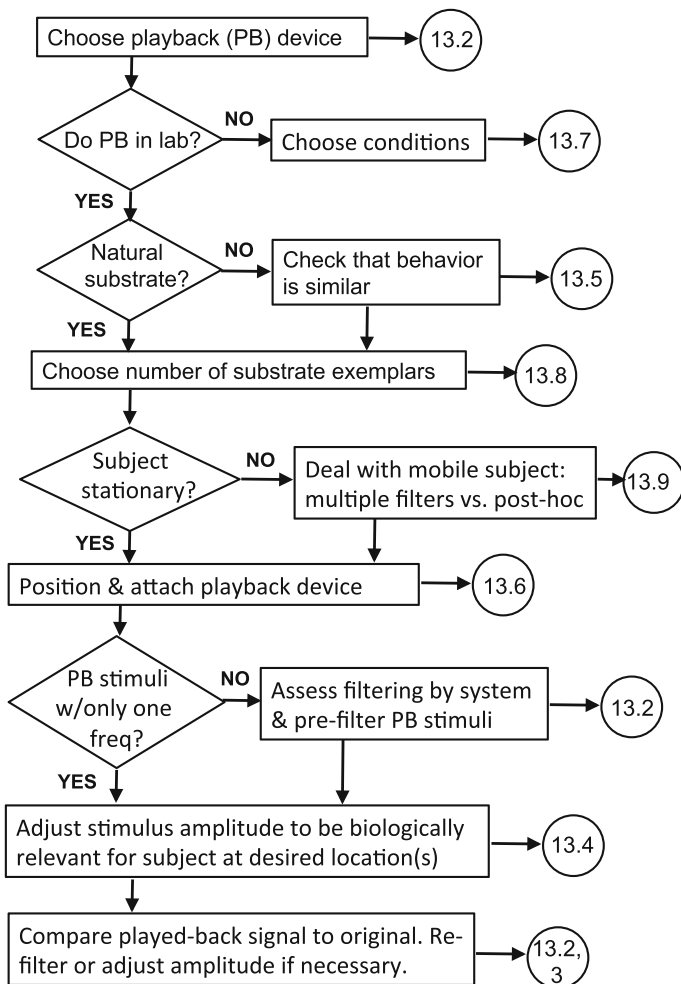 Choose playback (PB) device
13.2
Do PB in lab?
NO
Choose conditions
13.7
YES
Natural
substrate?
NO
Check that behavior
is similar
13.5
YES
Choose number of substrate exemplars
13.8
Subject
stationary?
NO
Deal with mobile subject:
multiple filters vs. post-hoc
13.9
YES
Position & attach playback device
13.6
PB stimuli
w/only one
freq?
NO
Assess filtering by system
& pre-filter PB stimuli
13.2
YES
Adjust stimulus amplitude to be biologically
relevant for subject at desired location(s)
13.4
Compare played-back signal to original. Re-
filter or adjust amplitude if necessary.
13.2,
3